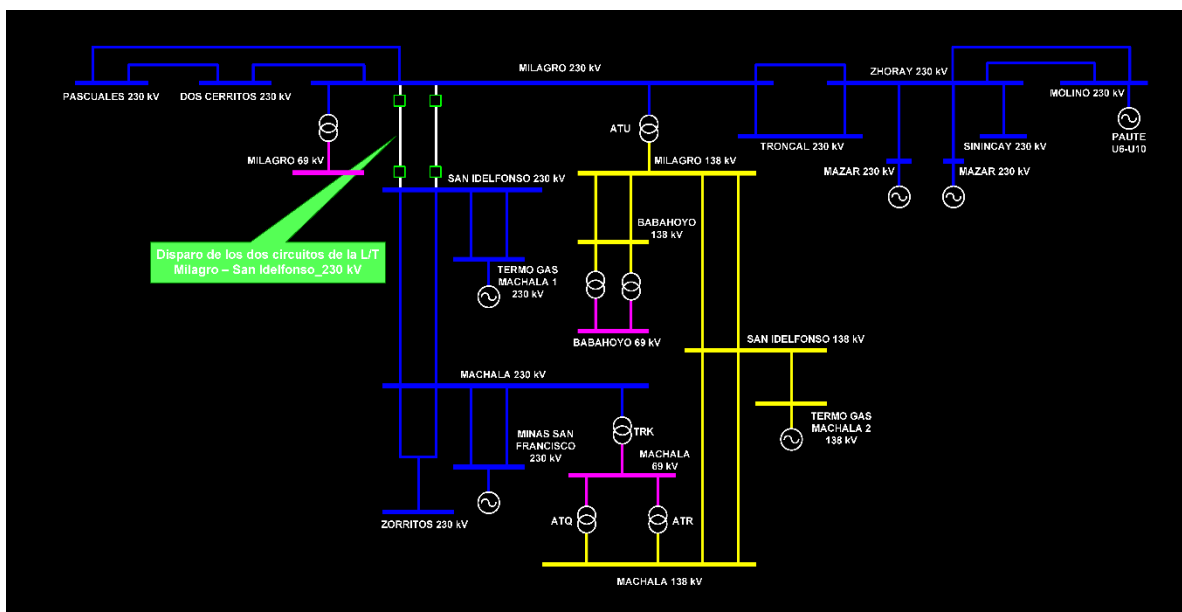 MILAGRO 230 kV
ZHORAY 230 kV
PASCUALES 230 kV
DOS CERRITOS 230 kV
MOLINO 230 kV
ATU
PAUTE
U6-U10
TRONCAL 230 kV
SININCAY 230 kV
MILAGRO 69 kV
MILAGRO 138 kV
MAZAR 230 kV
MAZAR 230 kV
SAN IDELFONSO 230 kV
BABAHOYO
138 kV
Disparo de los dos circuitos de la L/T
Milagro – San Idelfonso_230 kV
TERMO GAS
MACHALA 1
230 kV
BABAHOYO 69 kV
SAN IDELFONSO 138 kV
MACHALA 230 kV
TERMO GAS
MACHALA 2
138 kV
MINAS SAN
FRANCISCO
230 kV
TRK
MACHALA
69 kV
ZORRITOS 230 kV
ATQ
ATR
MACHALA 138 kV